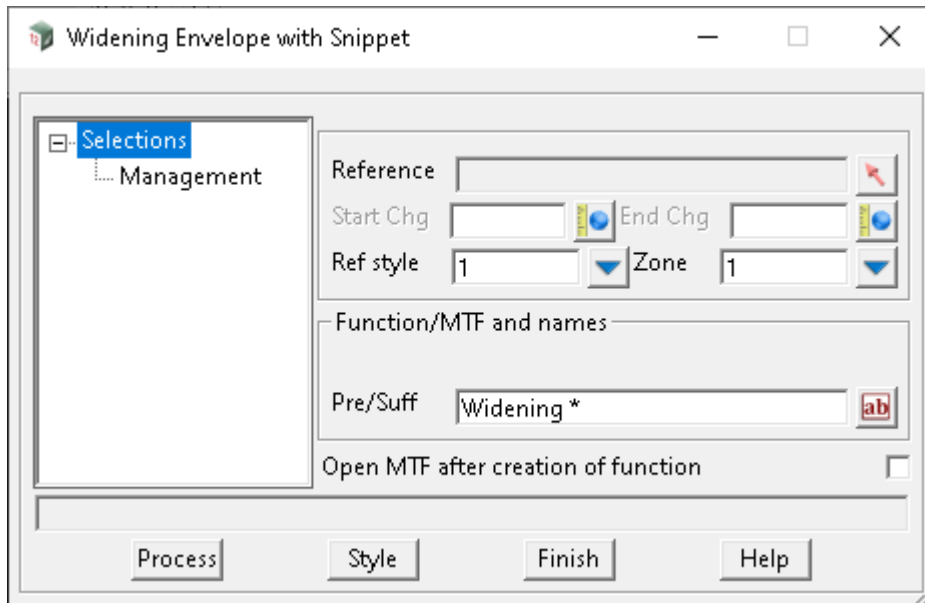 Widening Envelope with Snippet
Selections
Management
Reference
Start Chg End Chg
Ref style 1 Zone 1
Function/MTF and names
Pre/Suff Widening * ab
Open MTF after creation of function
Process Style Finish Help